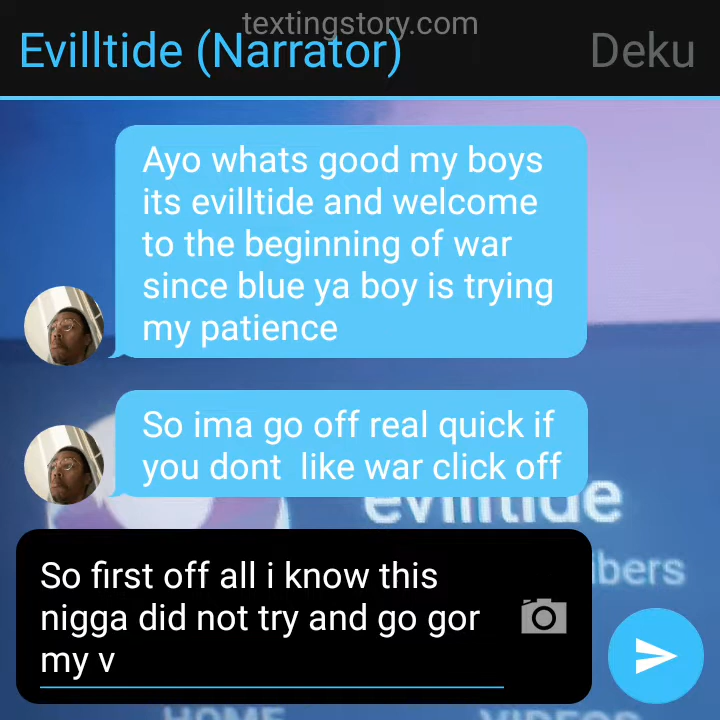 textingstory.com
Evilltide (Narrator)
Deku
Ayo whats good my boys
its evilltide and welcome
to the beginning of war
since blue ya boy is trying
my patience
So ima go off real quick if
you dont like war click off
evilltide
ibers
So first off all i know this
nigga did not try and go gor
my v
HOME
VIDEOS